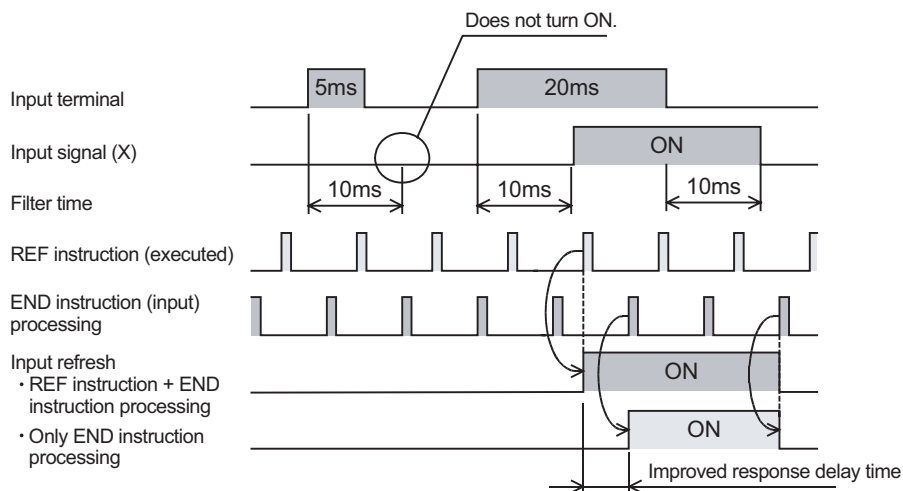 Does not turn ON.
Input terminal
5ms
20ms
Input signal (X)
ON
10ms
10ms
10ms
Filter time
REF instruction (executed)
END instruction (input)
processing
Input refresh
・REF instruction + END
instruction processing
ON
・Only END instruction
processing
ON
Improved response delay time